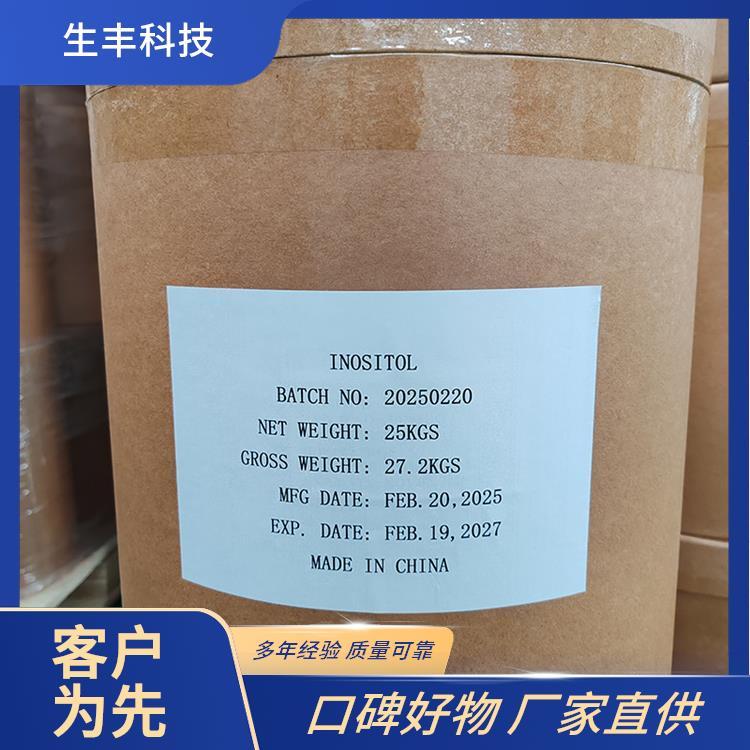 生丰科技
INOSITOL
BATCH NO: 20250220
NET WEIGHT: 25KGS
GROSS WEIGHT: 27.2KGS
MFG DATE: FEB.20,2025
EXP. DATE: FEB.19,2027
MADE IN CHINA
客户
为先
多年经验 质量可靠
口碑好物 厂家直供